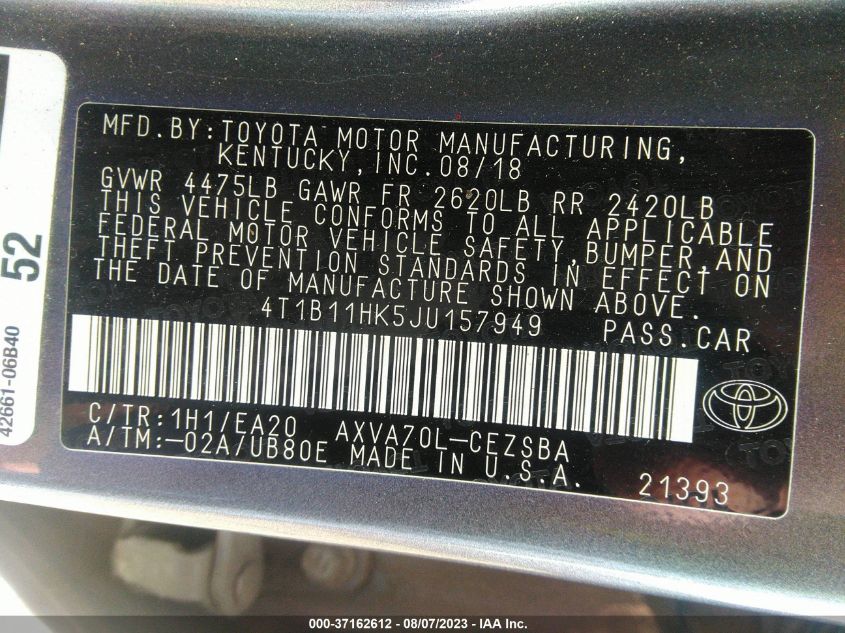 MFD.BY:TOYOTA MOTOR MANUFACTURING,
KENTUCKY,INC.08/18
GVWR 4475LB GAWR FR 2620LB RR 2420LB
THIS VEHICLE CONFORMS TO ALL APPLICABLE
FEDERAL MOTOR VEHICLE SAFETY,BUMPER,AND
THEFT PREVENTION STANDARDS IN EFFECT ON
THE DATE OF MANUFACTURE SHOWN ABOVE.
4T1B11HK5JU157949 PASS.CAR
C/TR:1H1/EA20 AXVA70L-CEZSBA
A/TM:-02A/UB80E MADE IN U.S.A.
21393
52
42661-06B40
000-37162612 - 08/07/2023 - IAA Inc.